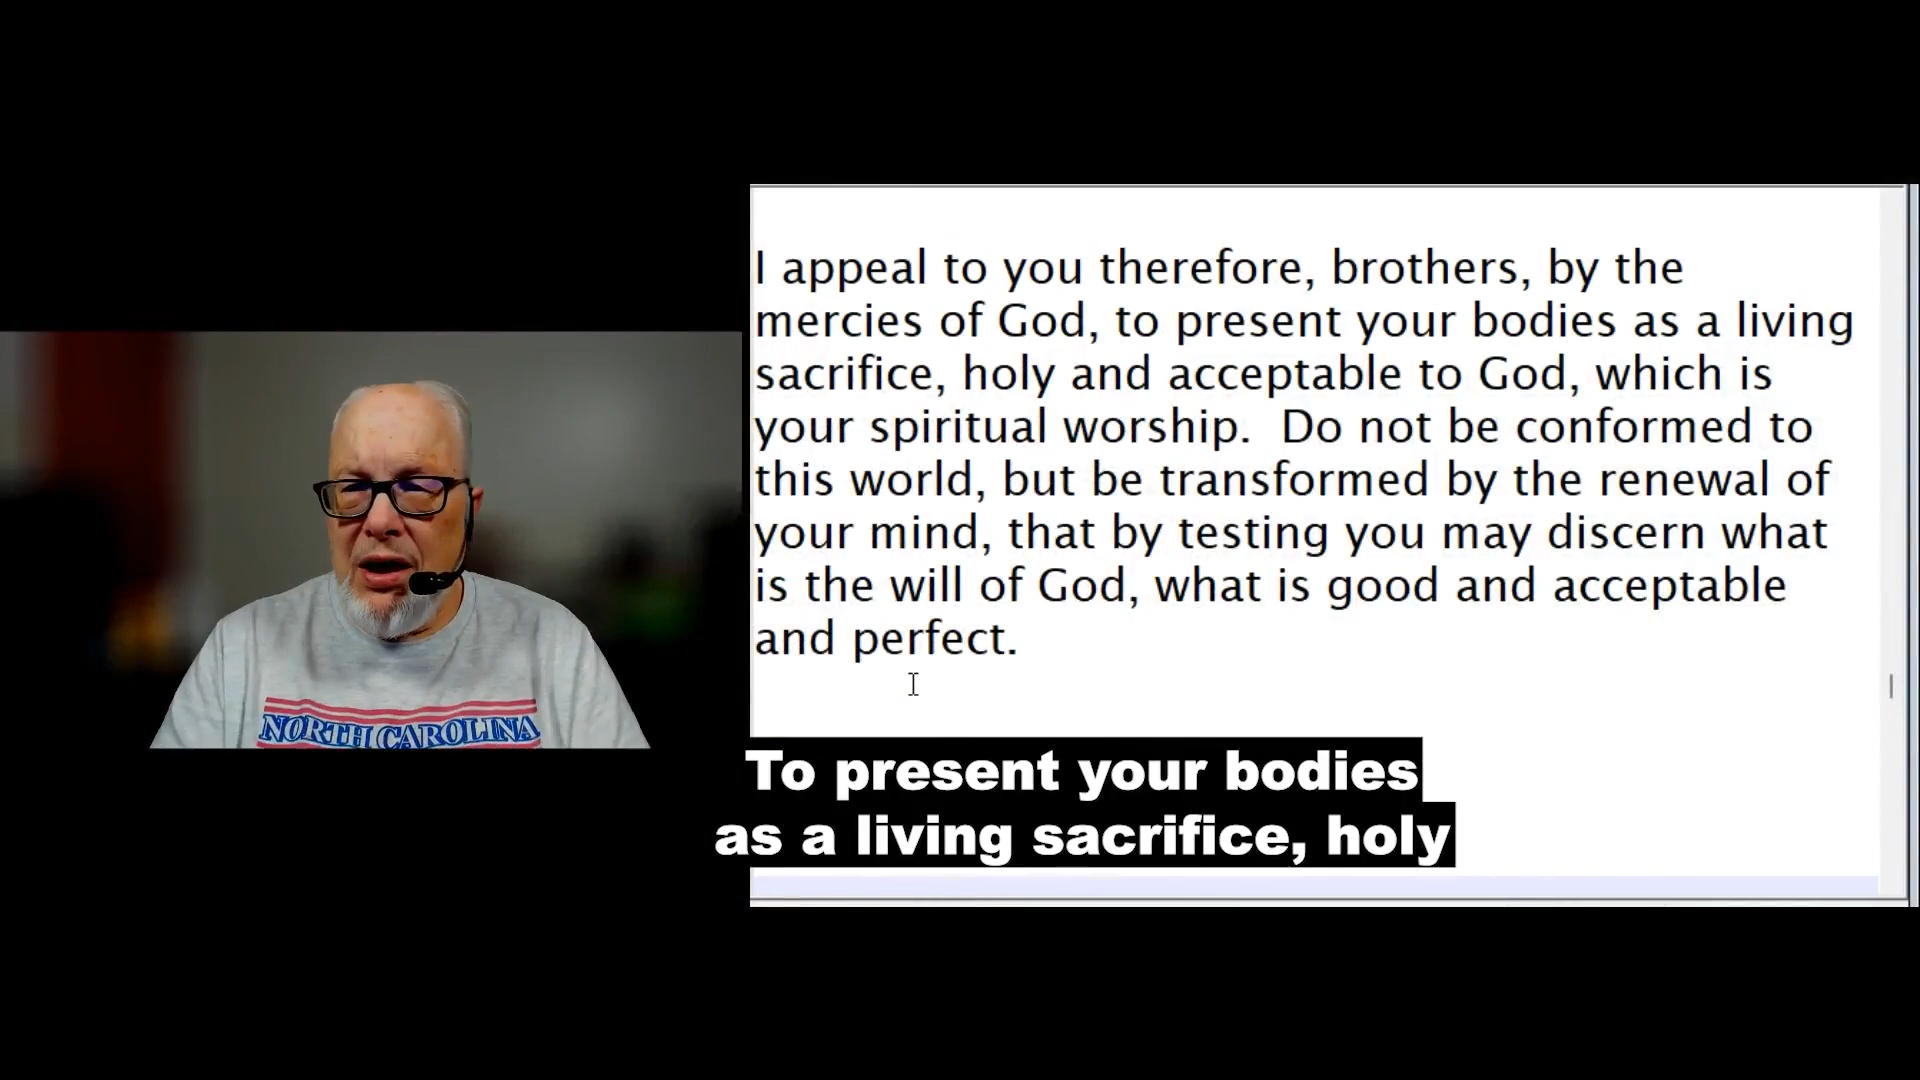 I appeal to you therefore, brothers, by the
mercies of God, to present your bodies as a living
sacrifice, holy and acceptable to God, which is
your spiritual worship.  Do not be conformed to
this world, but be transformed by the renewal of
your mind, that by testing you may discern what
is the will of God, what is good and acceptable
and perfect.
NORTH CAROLINA
To present your bodies
as a living sacrifice, holy